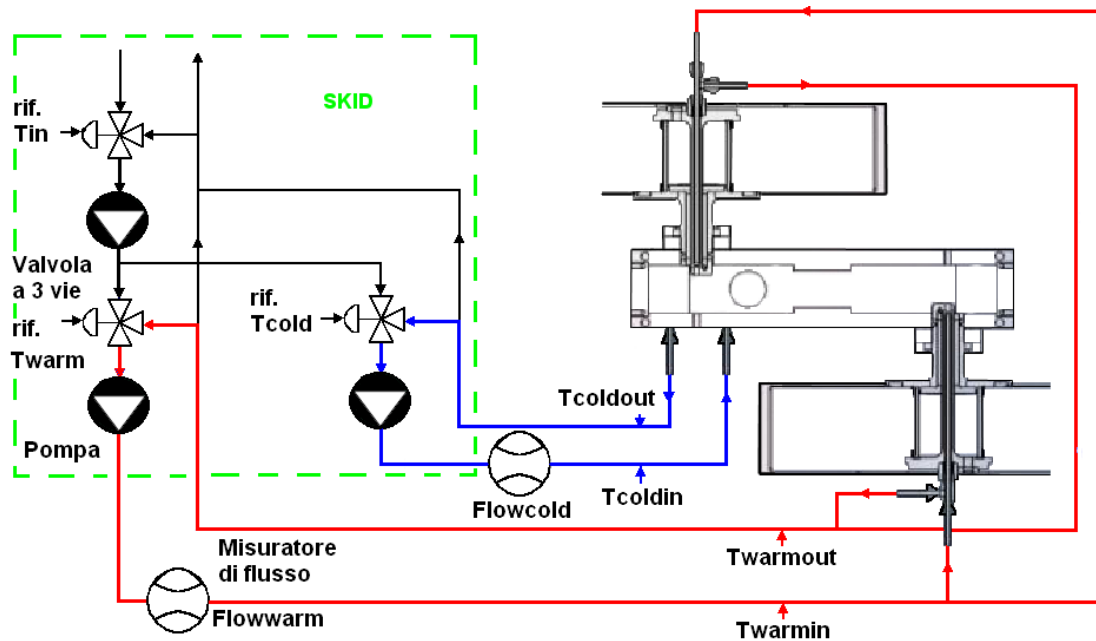 SKID
rif.
Tin
Valvola
a 3 vie
rif.
Twarm
rif.
Tcold
Pompa
Tcoldout
Tcoldin
Flowcold
Misuratore
di flusso
Flowwarm
Twarmout
Twarmin